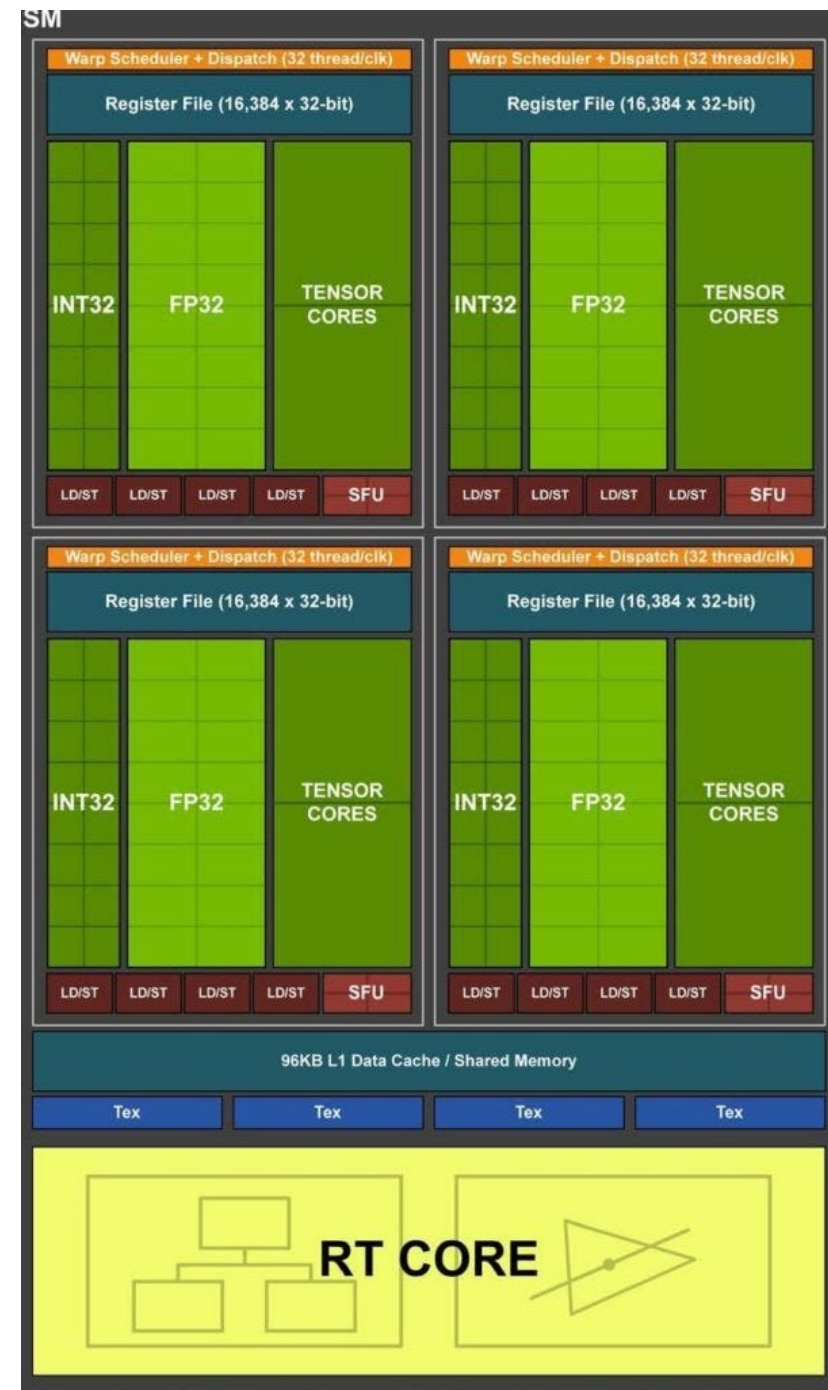 SM
Warp Scheduler + Dispatch (32 thread/clk)
Register File (16,384 x 32-bit)
INT32
FP32
TENSOR
CORES
LD/ST
LD/ST
LD/ST
LD/ST
SFU
Warp Scheduler + Dispatch (32 thread/clk)
Register File (16,384 x 32-bit)
INT32
FP32
TENSOR
CORES
LD/ST
LD/ST
LD/ST
LD/ST
SFU
Warp Scheduler + Dispatch (32 thread/clk)
Register File (16,384 x 32-bit)
INT32
FP32
TENSOR
CORES
LD/ST
LD/ST
LD/ST
LD/ST
SFU
Warp Scheduler + Dispatch (32 thread/clk)
Register File (16,384 x 32-bit)
INT32
FP32
TENSOR
CORES
LD/ST
LD/ST
LD/ST
LD/ST
SFU
96KB L1 Data Cache / Shared Memory
Tex
Tex
Tex
Tex
RT CORE